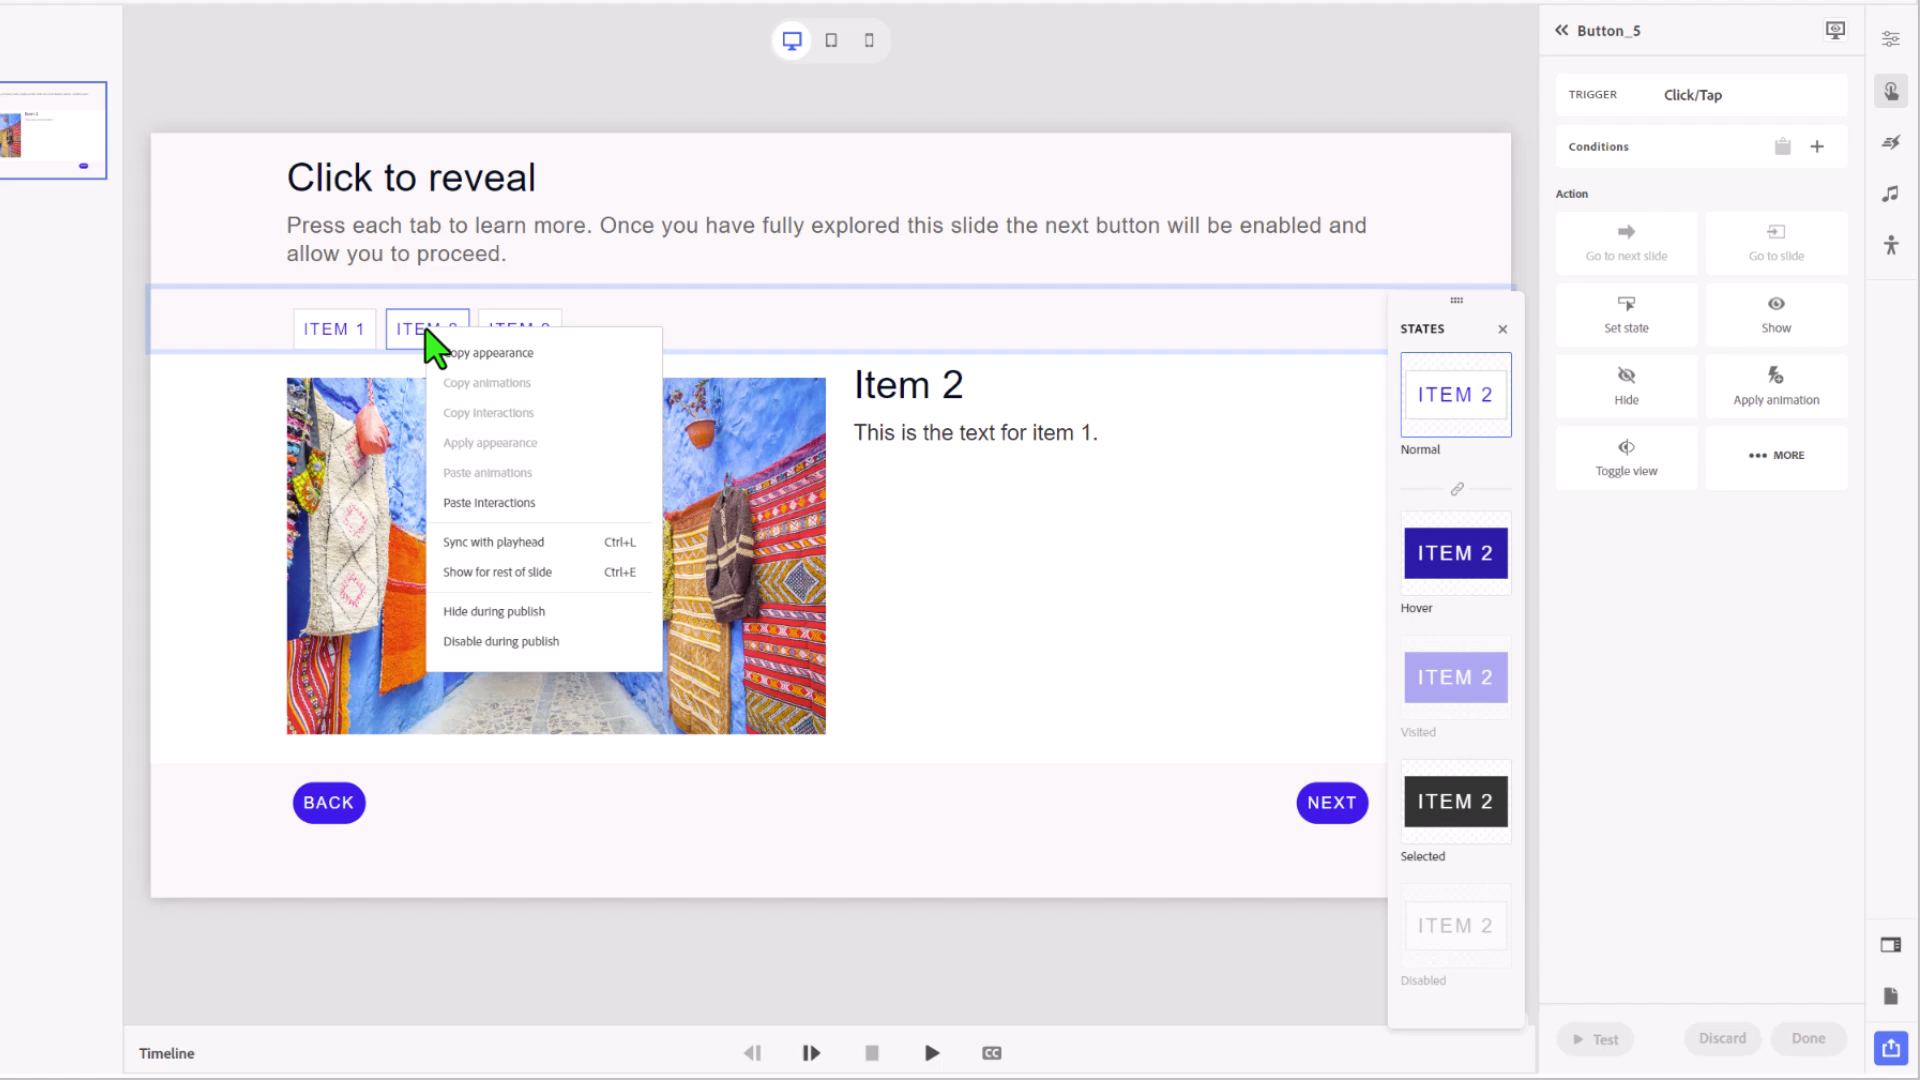 Button_5
TRIGGER Click/Tap
Conditions
Action
Go to next slide
Go to slide
Set state
Show
Hide
Apply animation
Toggle view
MORE
Click to reveal
Press each tab to learn more. Once you have fully explored this slide the next button will be enabled and
allow you to proceed.
ITEM 1
Copy appearance
Copy animations
Copy Interactions
Apply appearance
Paste animations
Paste Interactions
Sync with playhead Ctrl+L
Show for rest of slide Ctrl+E
Hide during publish
Disable during publish
Item 2
This is the text for item 1.
BACK
NEXT
STATES
ITEM 2
Normal
ITEM 2
Hover
ITEM 2
Visited
ITEM 2
Selected
ITEM 2
Disabled
Timeline
CC
Test
Discard
Done